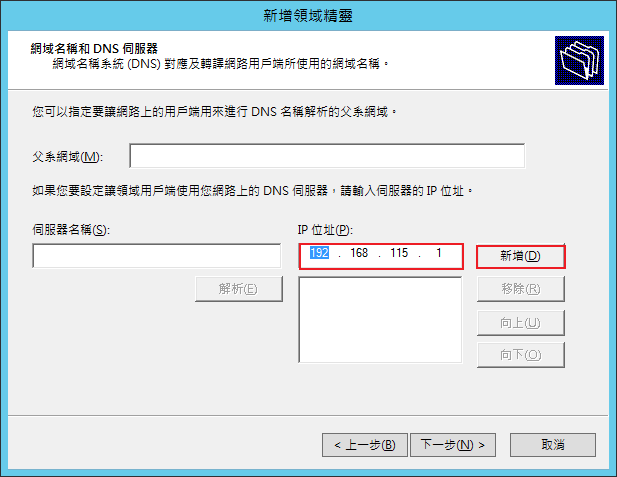 新增領域精靈
網域名稱和 DNS 伺服器
網域名稱系統 (DNS) 對應及轉譯網路用戶端所使用的網域名稱。
您可以指定要讓網路上的用戶端用來進行 DNS 名稱解析的父系網域。
父系網域(M):
如果您要設定讓領域用戶端使用您網路上的 DNS 伺服器，請輸入伺服器的 IP 位址。
伺服器名稱(S):
IP 位址(P):
192 . 168 . 115 . 1
新增(D)
解析(E)
移除(R)
向上(U)
向下(O)
< 上一步(B)
下一步(N) >
取消